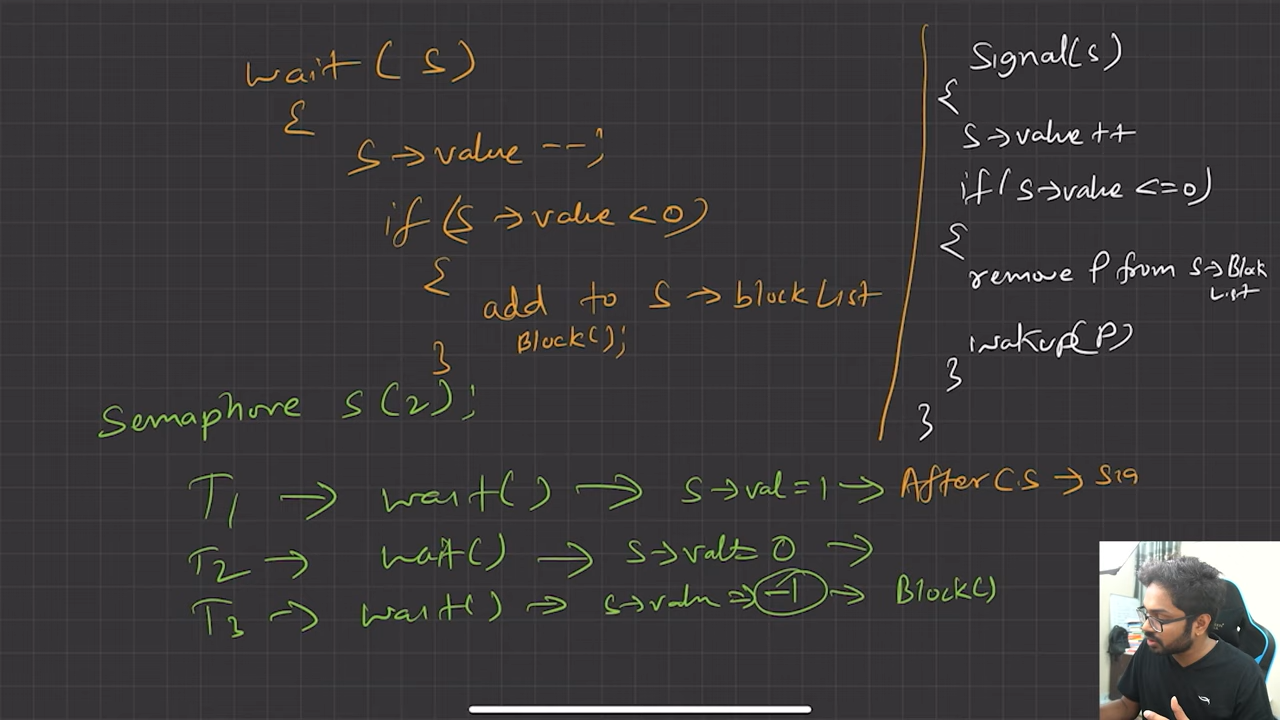 wait(s)
{
s→value --;
if(s→value <0)
{
add to s→blockList
Block();
}
Signal(s)
{
s→value++
if(s→value <=0)
{
remove P from s→Block
List
wakup(P)
}
}
Semaphore s(2);
T1 → wait() → s→val=1 → After C.S → sig
T2 → wait() → s→val= 0 →
T3 → wait() → s→value ⇒ -1 → Block()